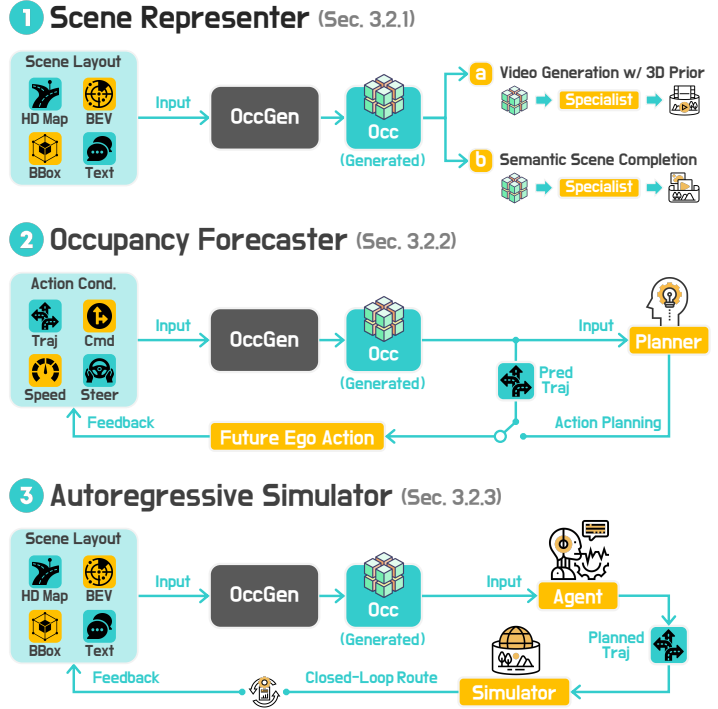 1 Scene Representer (Sec. 3.2.1)
Scene Layout
HD Map
BEV
BBox
Text
Input
OccGen
Occ
(Generated)
a Video Generation w/ 3D Prior
Specialist
b Semantic Scene Completion
Specialist
2 Occupancy Forecaster (Sec. 3.2.2)
Action Cond.
Traj
Cmd
Speed
Steer
Input
OccGen
Occ
(Generated)
Input
Planner
Pred
Traj
Action Planning
Future Ego Action
Feedback
3 Autoregressive Simulator (Sec. 3.2.3)
Scene Layout
HD Map
BEV
BBox
Text
Input
OccGen
Occ
(Generated)
Input
Agent
Planned
Traj
Simulator
Closed-Loop Route
Feedback